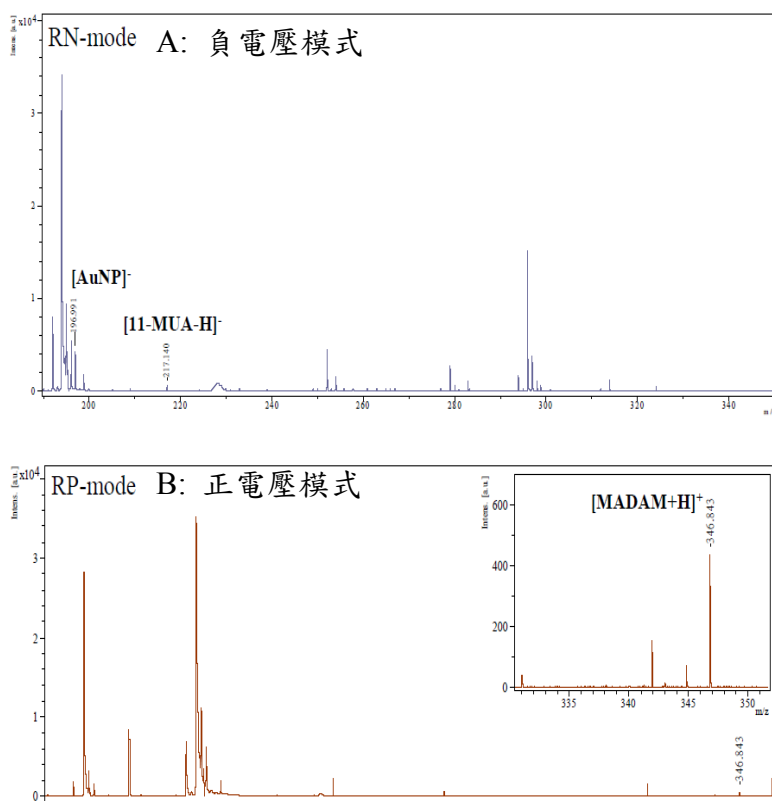 Intens. [a.u.]
x10⁴
RN-mode A: 負電壓模式
3
2
[AuNP]⁻
1
196.991
[11-MUA-H]⁻
217.140
0
200 220 240 260 280 300 320 340
m/z
Intens. [a.u.]
x10⁴
RP-mode B: 正電壓模式
3
2
1
0
Intens. [a.u.]
[MADAM+H]⁺
600
400
200
0
-346.843
335 340 345 350
m/z
-346.843